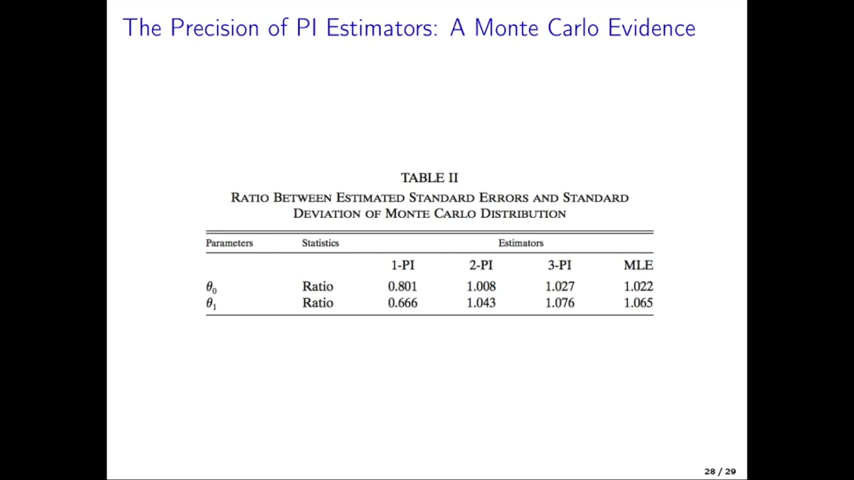 The Precision of PI Estimators: A Monte Carlo Evidence
TABLE II
RATIO BETWEEN ESTIMATED STANDARD ERRORS AND STANDARD
DEVIATION OF MONTE CARLO DISTRIBUTION
Parameters Statistics Estimators
1-PI 2-PI 3-PI MLE
θ₀ Ratio 0.801 1.008 1.027 1.022
θ₁ Ratio 0.666 1.043 1.076 1.065
28 / 29